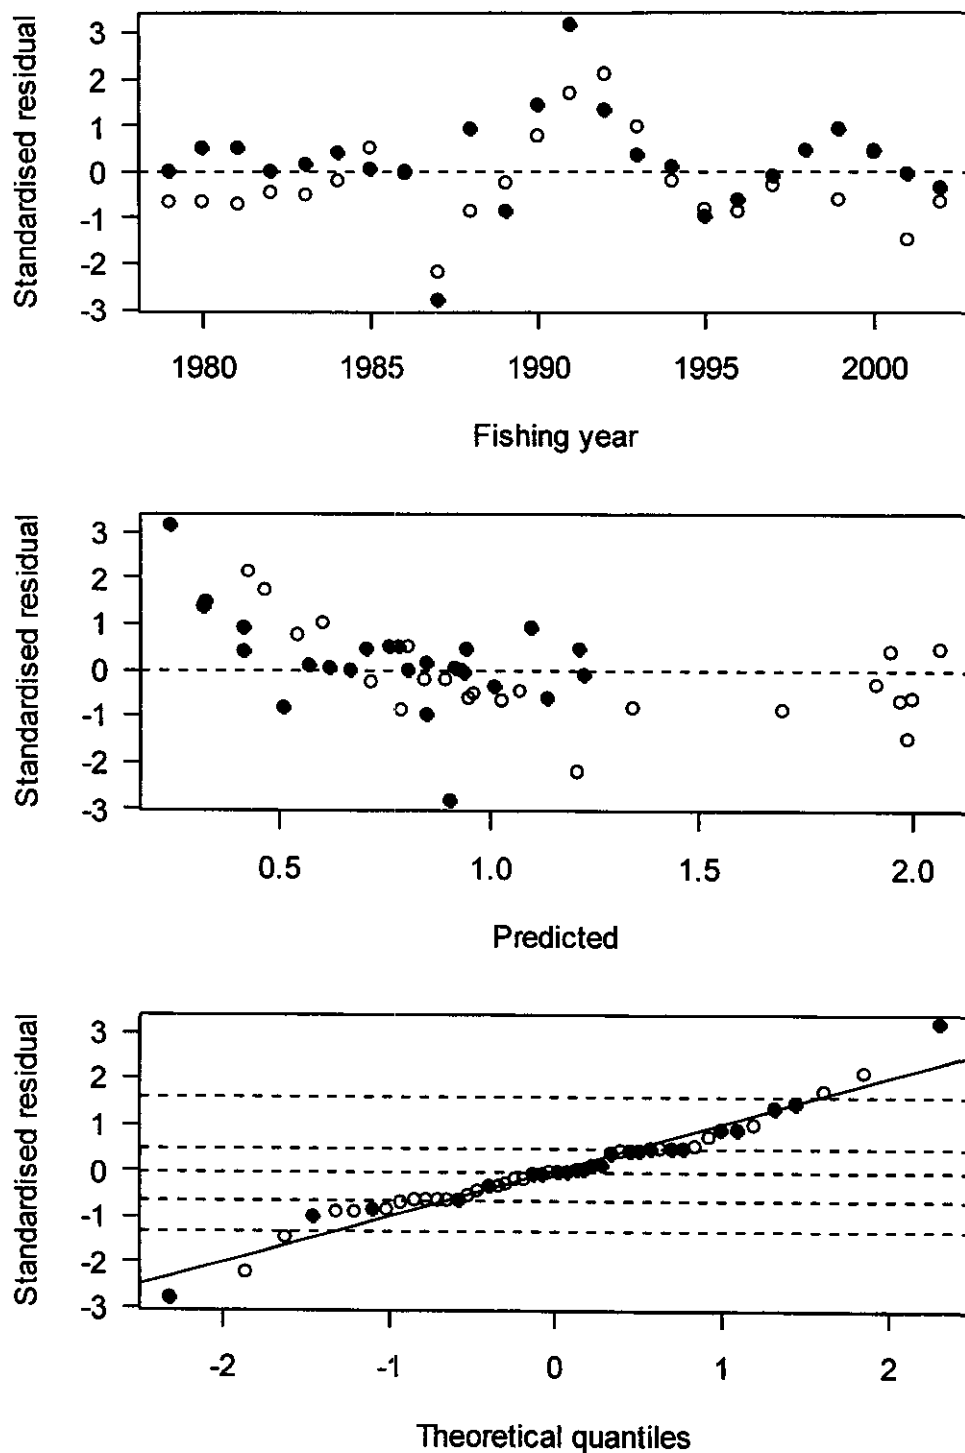 Standardised residual
3
2
1
0
-1
-2
-3
1980 1985 1990 1995 2000
Fishing year
Standardised residual
3
2
1
0
-1
-2
-3
0.5 1.0 1.5 2.0
Predicted
Standardised residual
3
2
1
0
-1
-2
-3
-2 -1 0 1 2
Theoretical quantiles